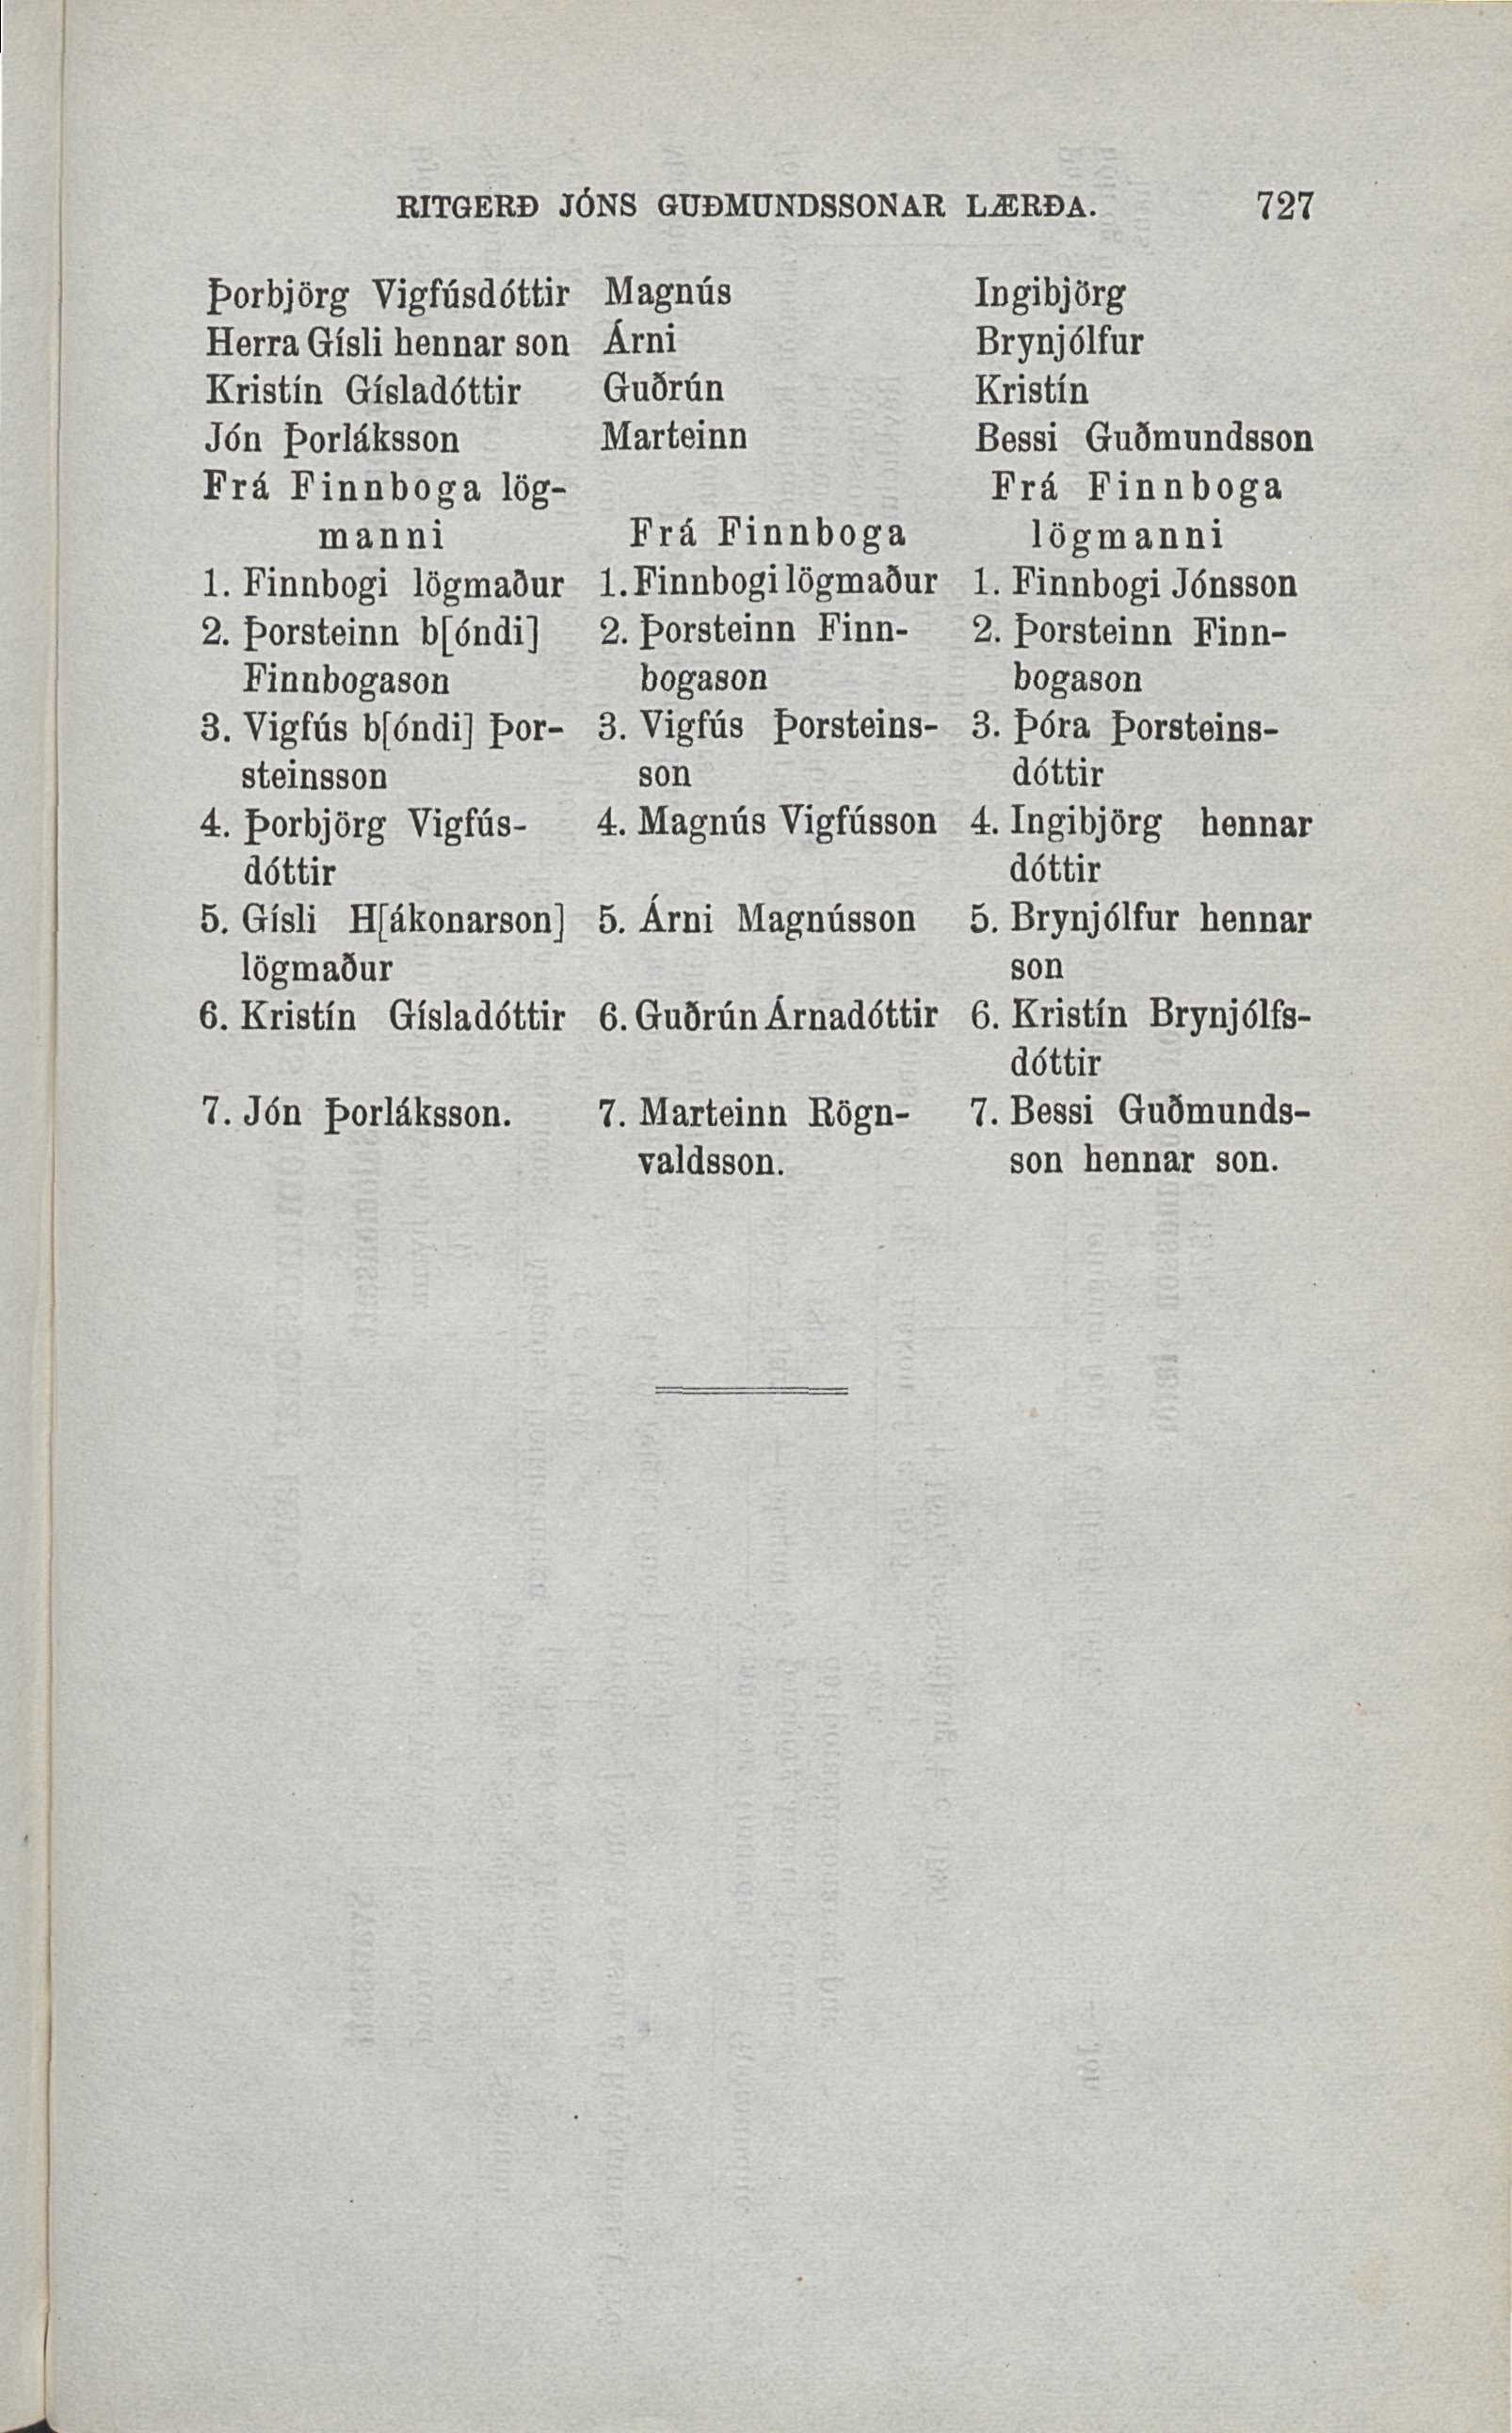 RITGERÐ JÓNS GUÐMUNDSSONAR LÆRÐA. 727
Þorbjörg Vigfúsdóttir Magnús Ingibjörg
Herra Gísli hennar son Árni Brynjólfur
Kristín Gísladóttir Guðrún Kristín
Jón Þorláksson Marteinn Bessi Guðmundsson
Frá Finnboga lög- Frá Finnboga
manni Frá Finnboga lögmanni
1. Finnbogi lögmaður 1. Finnbogi lögmaður 1. Finnbogi Jónsson
2. Þorsteinn b[óndi] 2. Þorsteinn Finn- 2. Þorsteinn Finn-
Finnbogason bogason bogason
3. Vigfús b[óndi] Þor- 3. Vigfús Þorsteins- 3. Þóra Þorsteins-
steinsson son dóttir
4. Þorbjörg Vigfús- 4. Magnús Vigfússon 4. Ingibjörg hennar
dóttir dóttir
5. Gísli H[ákonarson] 5. Árni Magnússon 5. Brynjólfur hennar
lögmaður son
6. Kristín Gísladóttir 6. Guðrún Árnadóttir 6. Kristín Brynjólfs-
dóttir
7. Jón Þorláksson. 7. Marteinn Rögn- 7. Bessi Guðmunds-
valdsson. son hennar son.